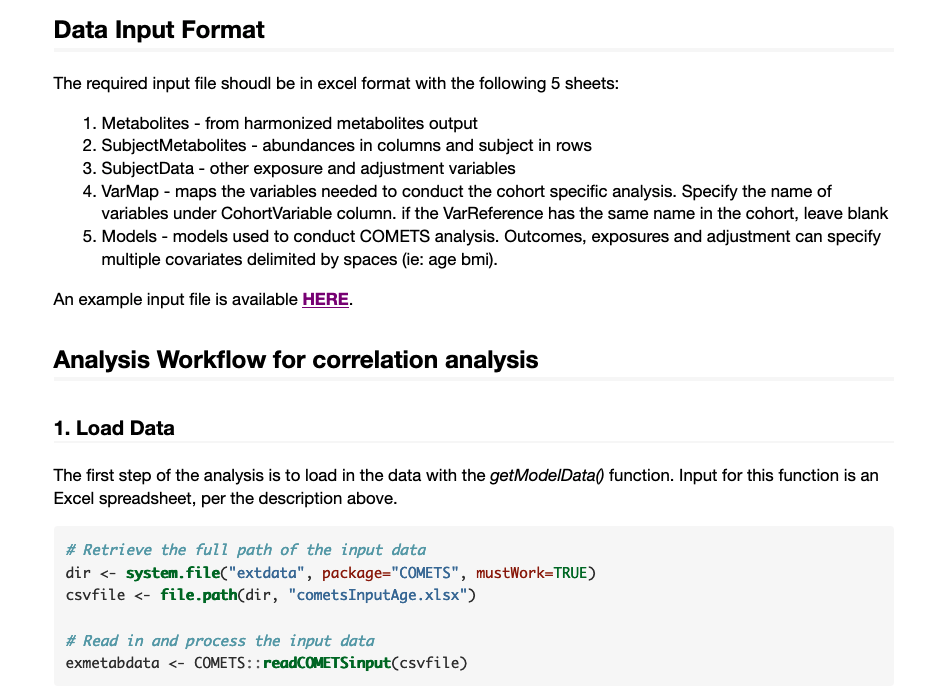 Data Input Format
The required input file shoudl be in excel format with the following 5 sheets:
1. Metabolites - from harmonized metabolites output
2. SubjectMetabolites - abundances in columns and subject in rows
3. SubjectData - other exposure and adjustment variables
4. VarMap - maps the variables needed to conduct the cohort specific analysis. Specify the name of
variables under CohortVariable column. if the VarReference has the same name in the cohort, leave blank
5. Models - models used to conduct COMETS analysis. Outcomes, exposures and adjustment can specify
multiple covariates delimited by spaces (ie: age bmi).
An example input file is available HERE.
Analysis Workflow for correlation analysis
1. Load Data
The first step of the analysis is to load in the data with the getModelData() function. Input for this function is an
Excel spreadsheet, per the description above.
# Retrieve the full path of the input data
dir <- system.file("extdata", package="COMETS", mustWork=TRUE)
csvfile <- file.path(dir, "cometsInputAge.xlsx")
# Read in and process the input data
exmetabdata <- COMETS::readCOMETSinput(csvfile)